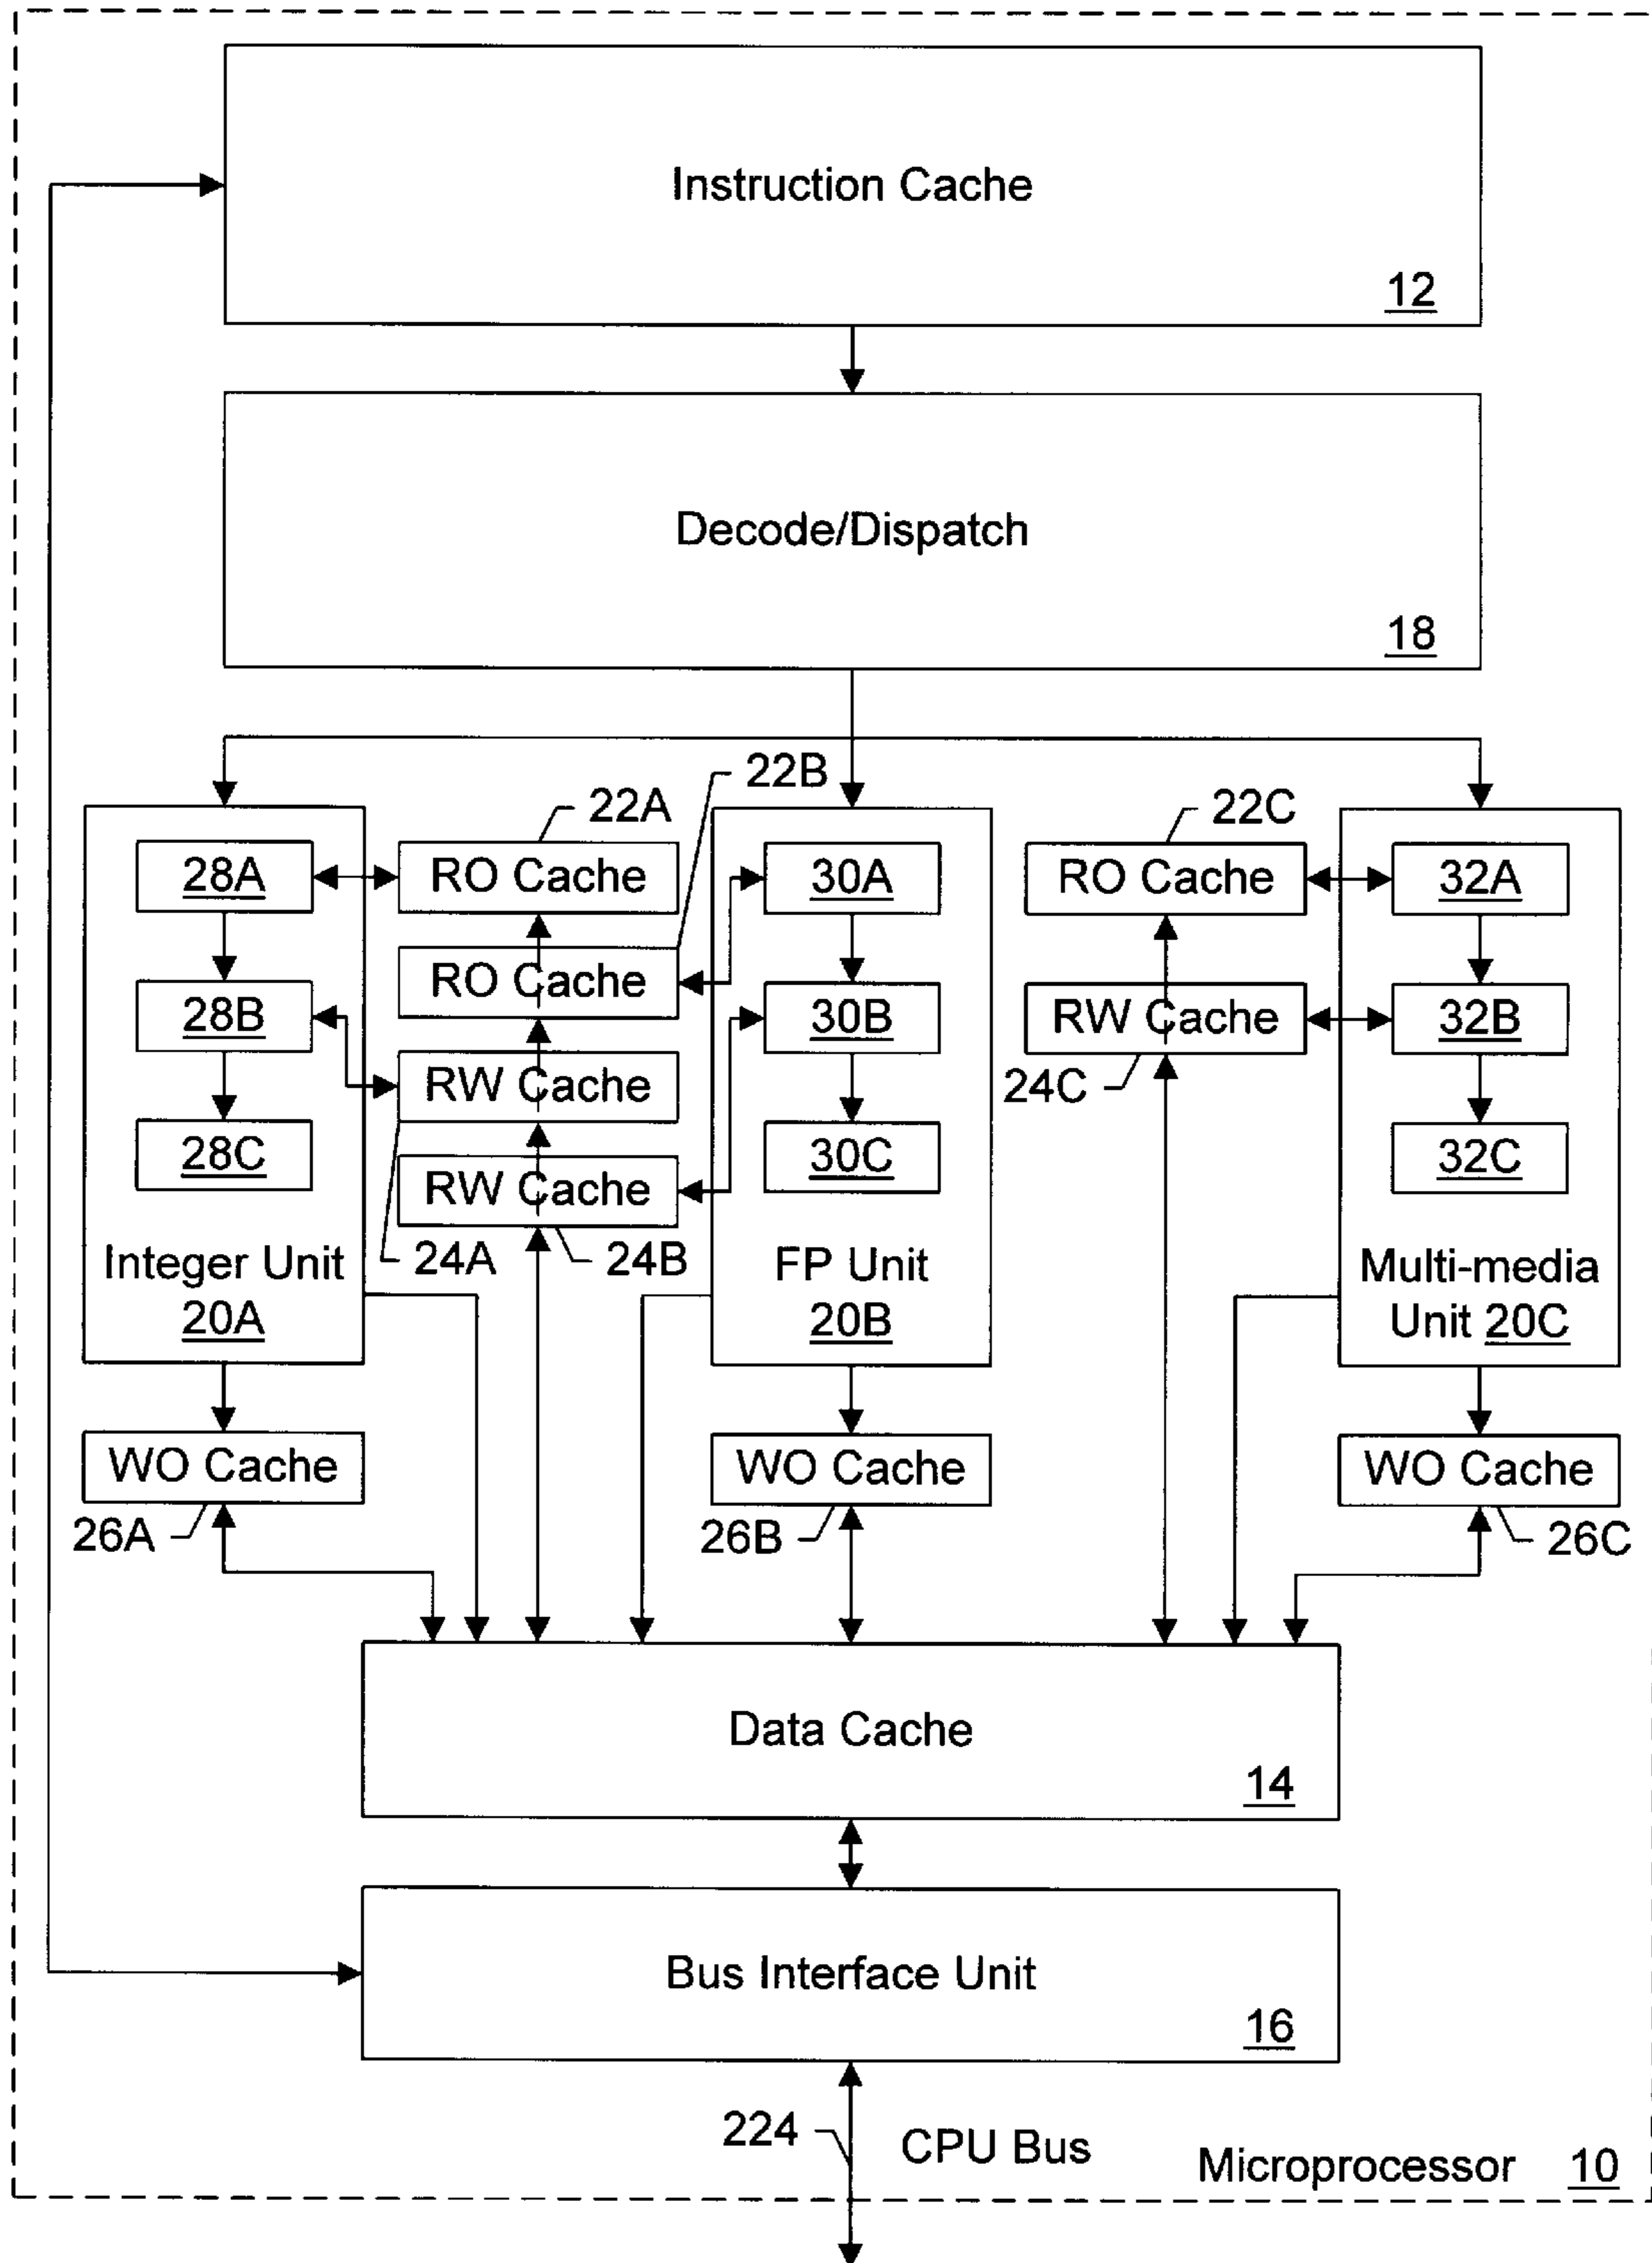 Instruction Cache
12
Decode/Dispatch
18
22B
22A
22C
28A
RO Cache
30A
RO Cache
32A
RO Cache
28B
30B
RW Cache
32B
RW Cache
24C
28C
RW Cache
30C
32C
Integer Unit
20A
24A
24B
FP Unit
20B
Multi-media
Unit 20C
WO Cache
WO Cache
WO Cache
26A
26B
26C
Data Cache
14
Bus Interface Unit
16
224
CPU Bus
Microprocessor 10